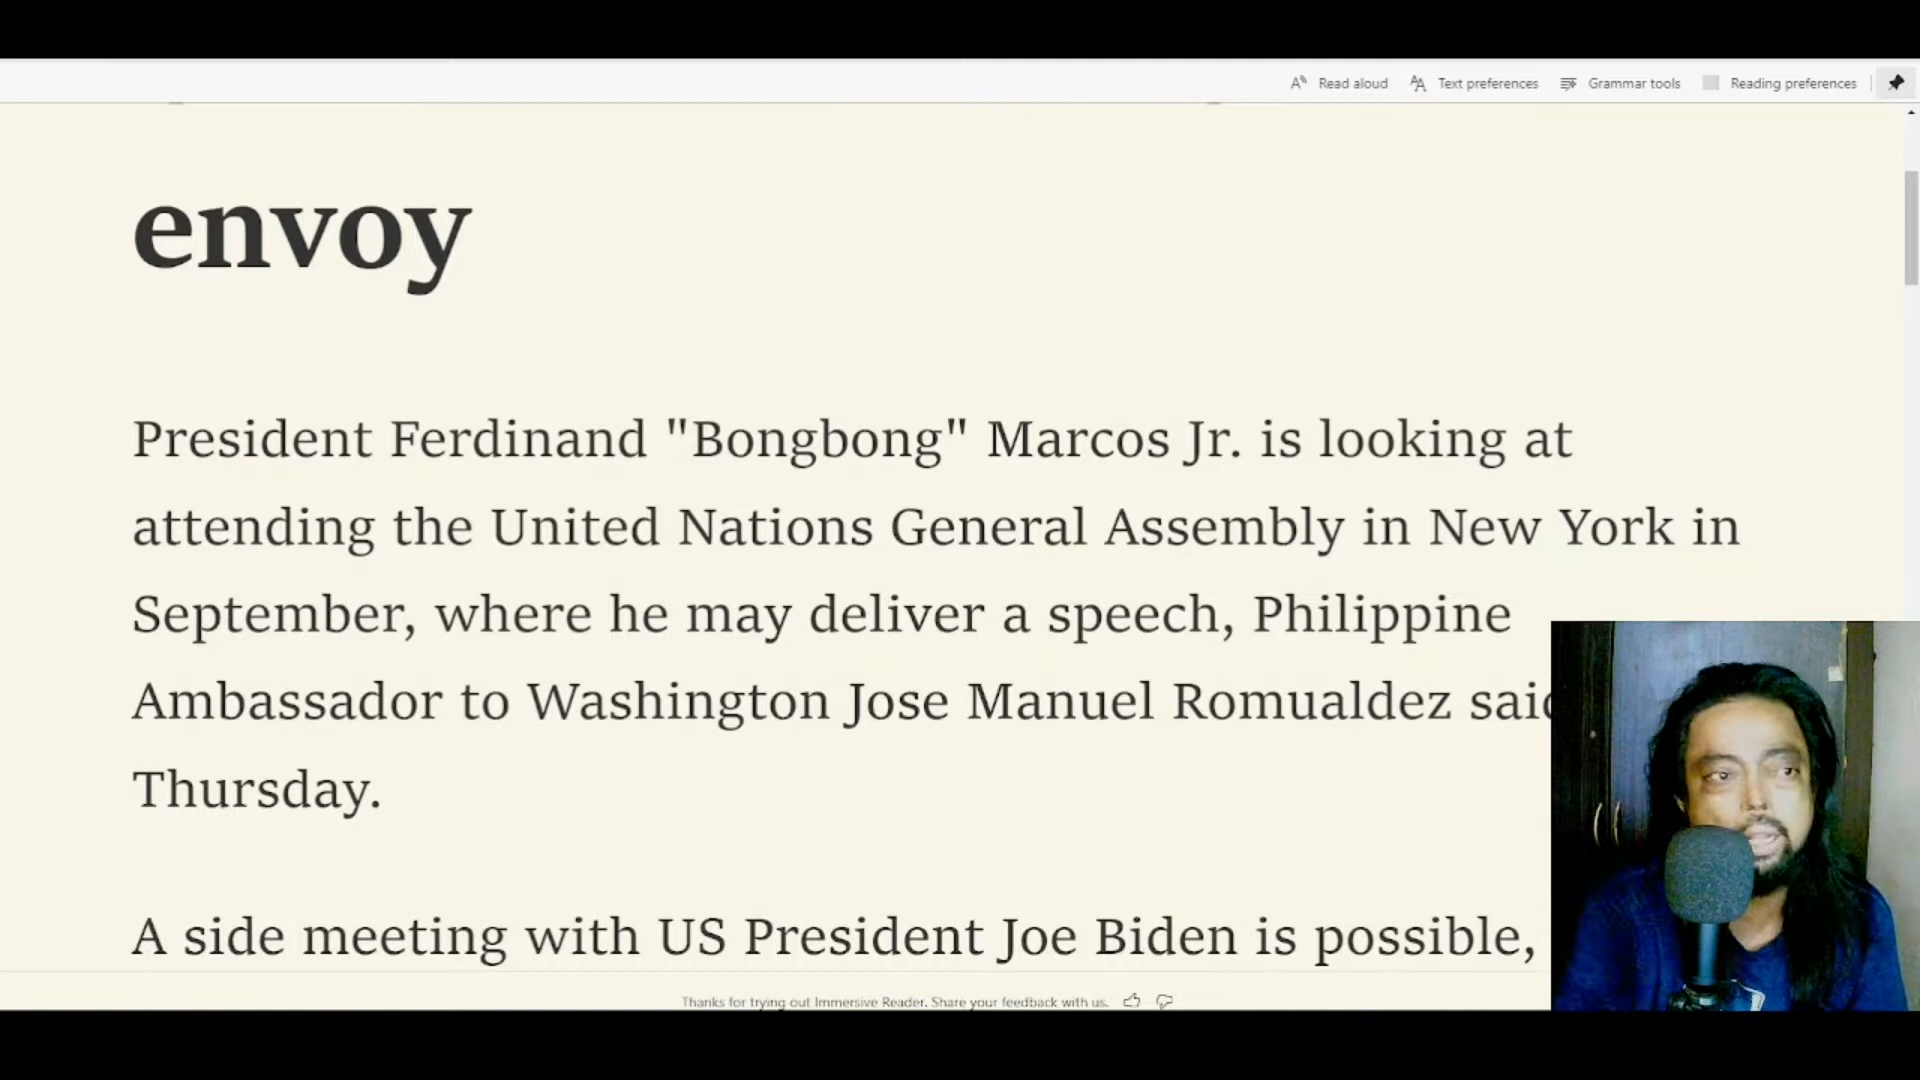 Read aloud Text preferences Grammar tools Reading preferences
envoy
President Ferdinand "Bongbong" Marcos Jr. is looking at
attending the United Nations General Assembly in New York in
September, where he may deliver a speech, Philippine
Ambassador to Washington Jose Manuel Romualdez said
Thursday.
A side meeting with US President Joe Biden is possible,
Thanks for trying out Immersive Reader. Share your feedback with us.